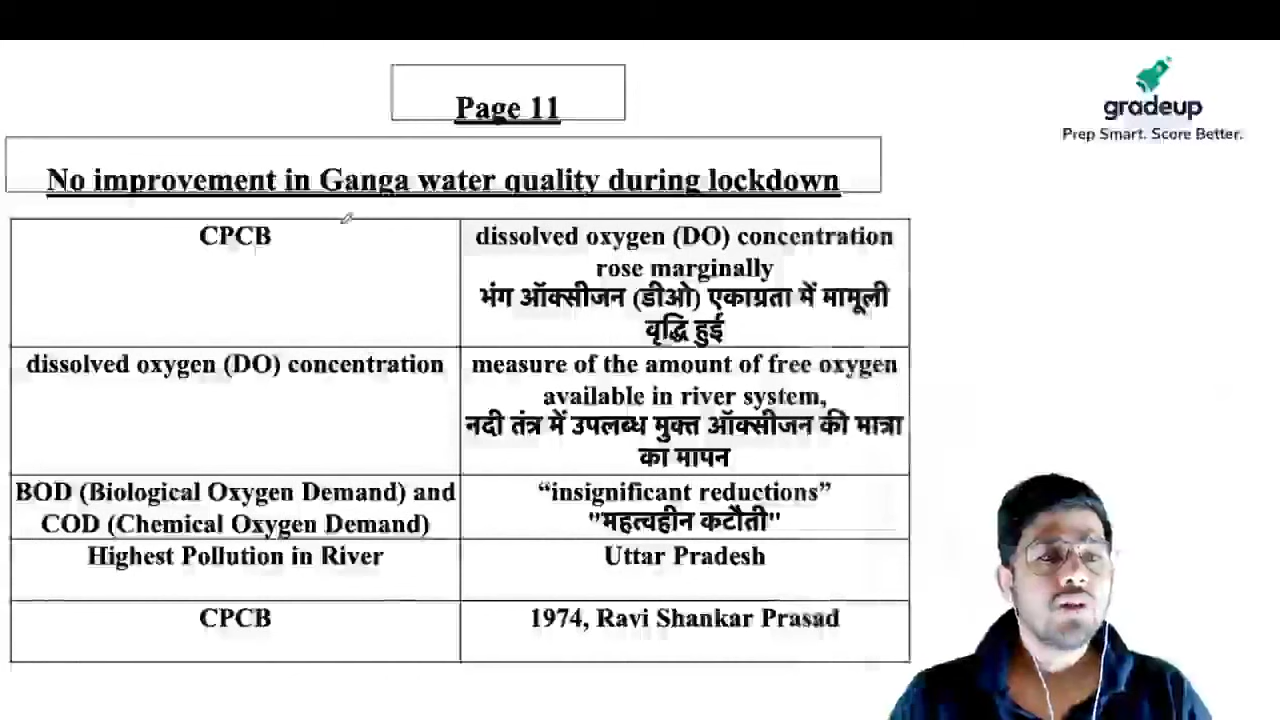 gradeup
Prep Smart. Score Better.
Page 11
No improvement in Ganga water quality during lockdown
CPCB
dissolved oxygen (DO) concentration
rose marginally
भंग ऑक्सीजन (डीओ) एकाग्रता में मामूली
वृद्धि हुई
dissolved oxygen (DO) concentration
measure of the amount of free oxygen
available in river system,
नदी तंत्र में उपलब्ध मुक्त ऑक्सीजन की मात्रा
का मापन
BOD (Biological Oxygen Demand) and
COD (Chemical Oxygen Demand)
“insignificant reductions”
"महत्वहीन कटौती"
Highest Pollution in River
Uttar Pradesh
CPCB
1974, Ravi Shankar Prasad